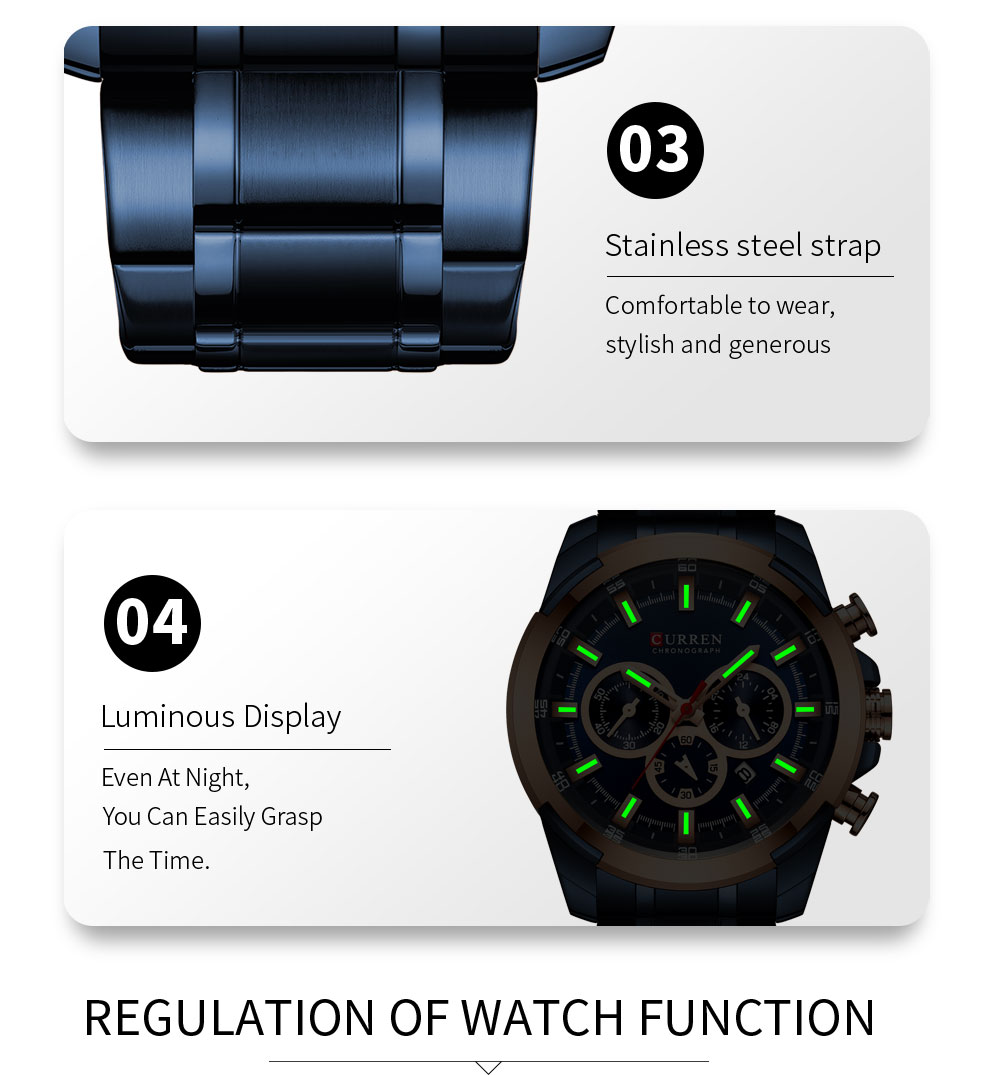 03
Stainless steel strap
Comfortable to wear,
stylish and generous
04
Luminous Display
Even At Night,
You Can Easily Grasp
The Time.
CURREN
CHRONOGRAPH
REGULATION OF WATCH FUNCTION